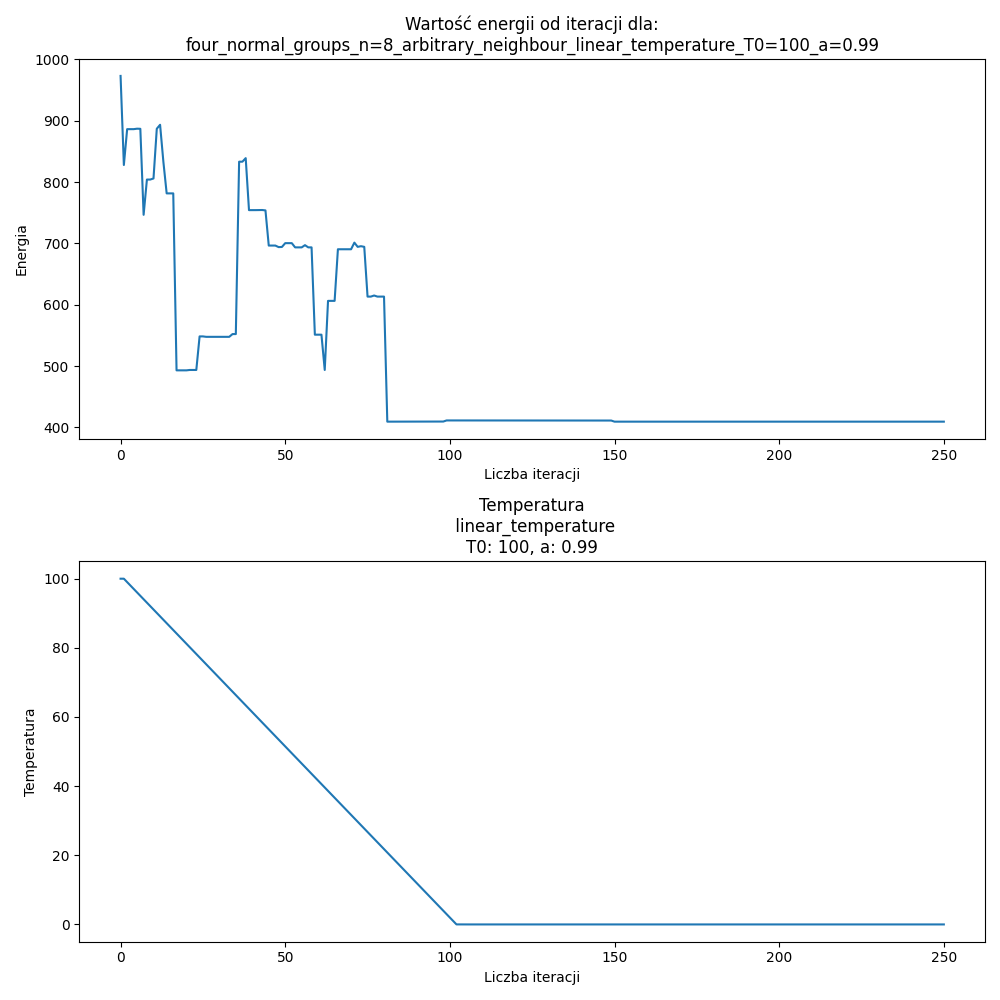 Wartość energii od iteracji dla:
four_normal_groups_n=8_arbitrary_neighbour_linear_temperature_T0=100_a=0.99
1000
900
800
700
600
500
400
Energia
0 50 100 150 200 250
Liczba iteracji
Temperatura
linear_temperature
T0: 100, a: 0.99
100
80
60
40
20
0
Temperatura
0 50 100 150 200 250
Liczba iteracji